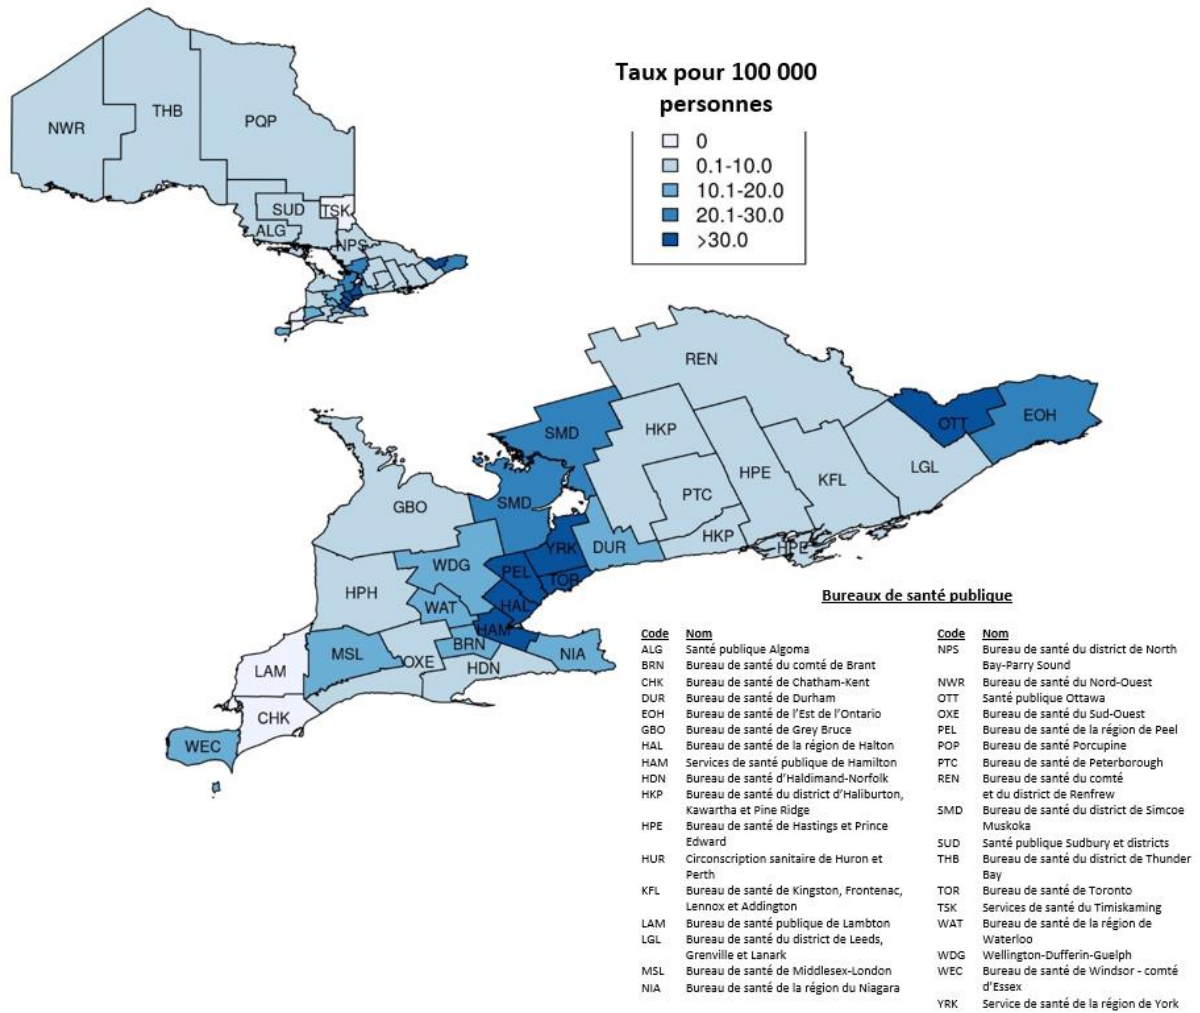 Taux pour 100 000
personnes
0
0.1-10.0
10.1-20.0
20.1-30.0
>30.0
NWR
THB
PQP
SUD
TSK
ALG
NPS
REN
SMD
HKP
OTT
EOH
GBO
SMD
PTC
HPE
KFL
LGL
YRK
DUR
HKP
HPE
WDG
PEL
TOR
HPH
WAT
HAL
HAM
LAM
MSL
OXE
BRN
HDN
NIA
CHK
WEC
Bureaux de santé publique
Code Nom
ALG Santé publique Algoma
BRN Bureau de santé du comté de Brant
CHK Bureau de santé de Chatham-Kent
DUR Bureau de santé de Durham
EOH Bureau de santé de l'Est de l'Ontario
GBO Bureau de santé de Grey Bruce
HAL Bureau de santé de la région de Halton
HAM Services de santé publique de Hamilton
HDN Bureau de santé d'Haldimand-Norfolk
HKP Bureau de santé du district d'Haliburton,
Kawartha et Pine Ridge
HPE Bureau de santé de Hastings et Prince
Edward
HUR Circonscription sanitaire de Huron et
Perth
KFL Bureau de santé de Kingston, Frontenac,
Lennox et Addington
LAM Bureau de santé publique de Lambton
LGL Bureau de santé du district de Leeds,
Grenville et Lanark
MSL Bureau de santé de Middlesex-London
NIA Bureau de santé de la région du Niagara
Code Nom
NPS Bureau de santé du district de North
Bay-Parry Sound
NWR Bureau de santé du Nord-Ouest
OTT Santé publique Ottawa
OXE Bureau de santé du Sud-Ouest
PEL Bureau de santé de la région de Peel
POP Bureau de santé Porcupine
PTC Bureau de santé de Peterborough
REN Bureau de santé du comté
et du district de Renfrew
SMD Bureau de santé du district de Simcoe
Muskoka
SUD Santé publique Sudbury et districts
THB Bureau de santé du district de Thunder
Bay
TOR Bureau de santé de Toronto
TSK Services de santé du Timiskaming
WAT Bureau de santé de la région de
Waterloo
WDG Wellington-Dufferin-Guelph
WEC Bureau de santé de Windsor - comté
d'Essex
YRK Service de santé de la région de York